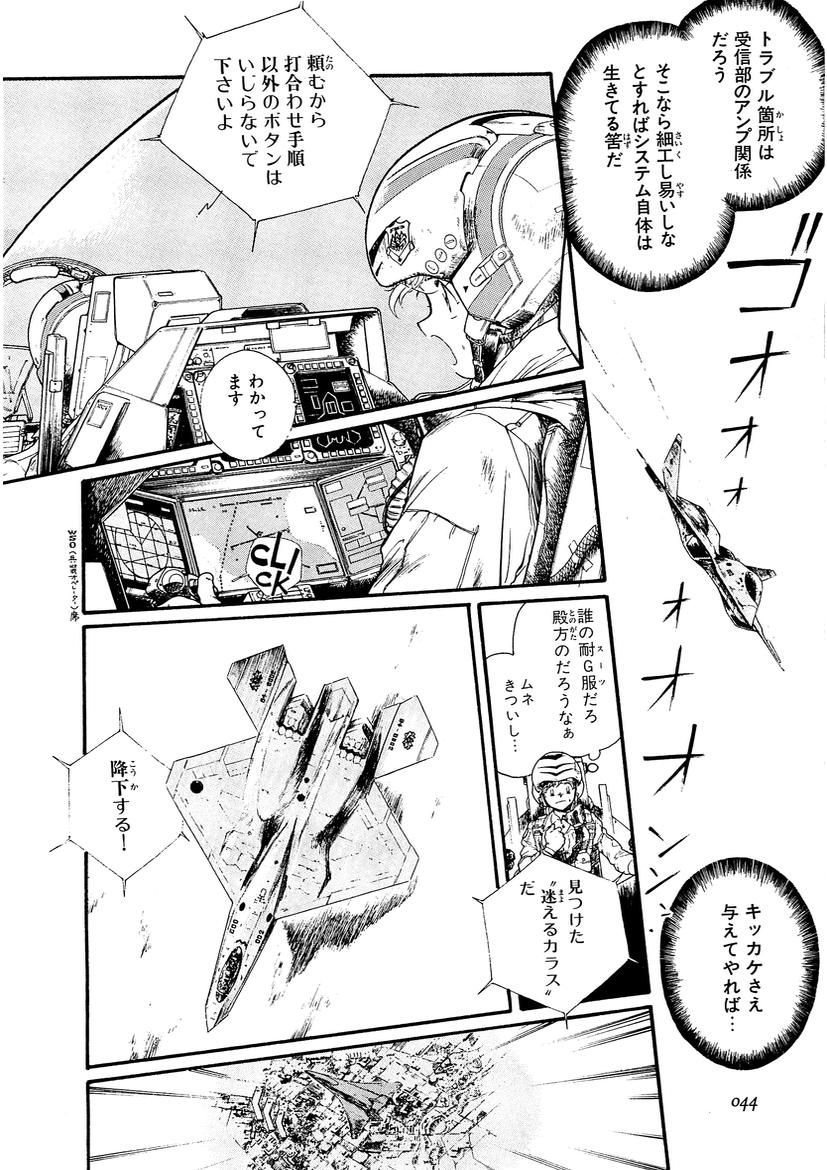 トラブル箇所は
受信部のアンプ関係
だろう
そこなら細工し易いしな
とすればシステム自体は
生きてる筈だ
ゴオオオ
オオオンンン
キッカケさえ
与えてやれば…
頼むから
打合わせ手順
以外のボタンは
いじらないで
下さいよ
わかって
ます
CLI
CK
誰の耐G服だろ
殿方のだろうなぁ
ムネ
きついし…
見つけた
〝迷えるカラス〟
だ
降下する!
002
044